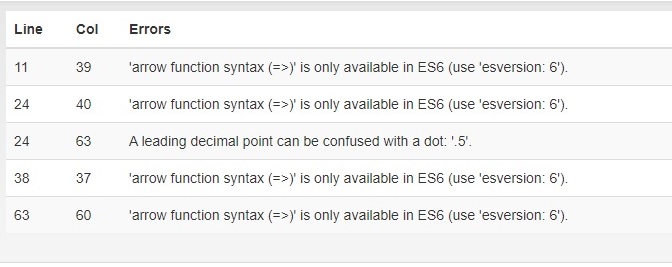 Line Col Errors
11 39 'arrow function syntax (=>)' is only available in ES6 (use 'esversion: 6').
24 40 'arrow function syntax (=>)' is only available in ES6 (use 'esversion: 6').
24 63 A leading decimal point can be confused with a dot: '.5'.
38 37 'arrow function syntax (=>)' is only available in ES6 (use 'esversion: 6').
63 60 'arrow function syntax (=>)' is only available in ES6 (use 'esversion: 6').